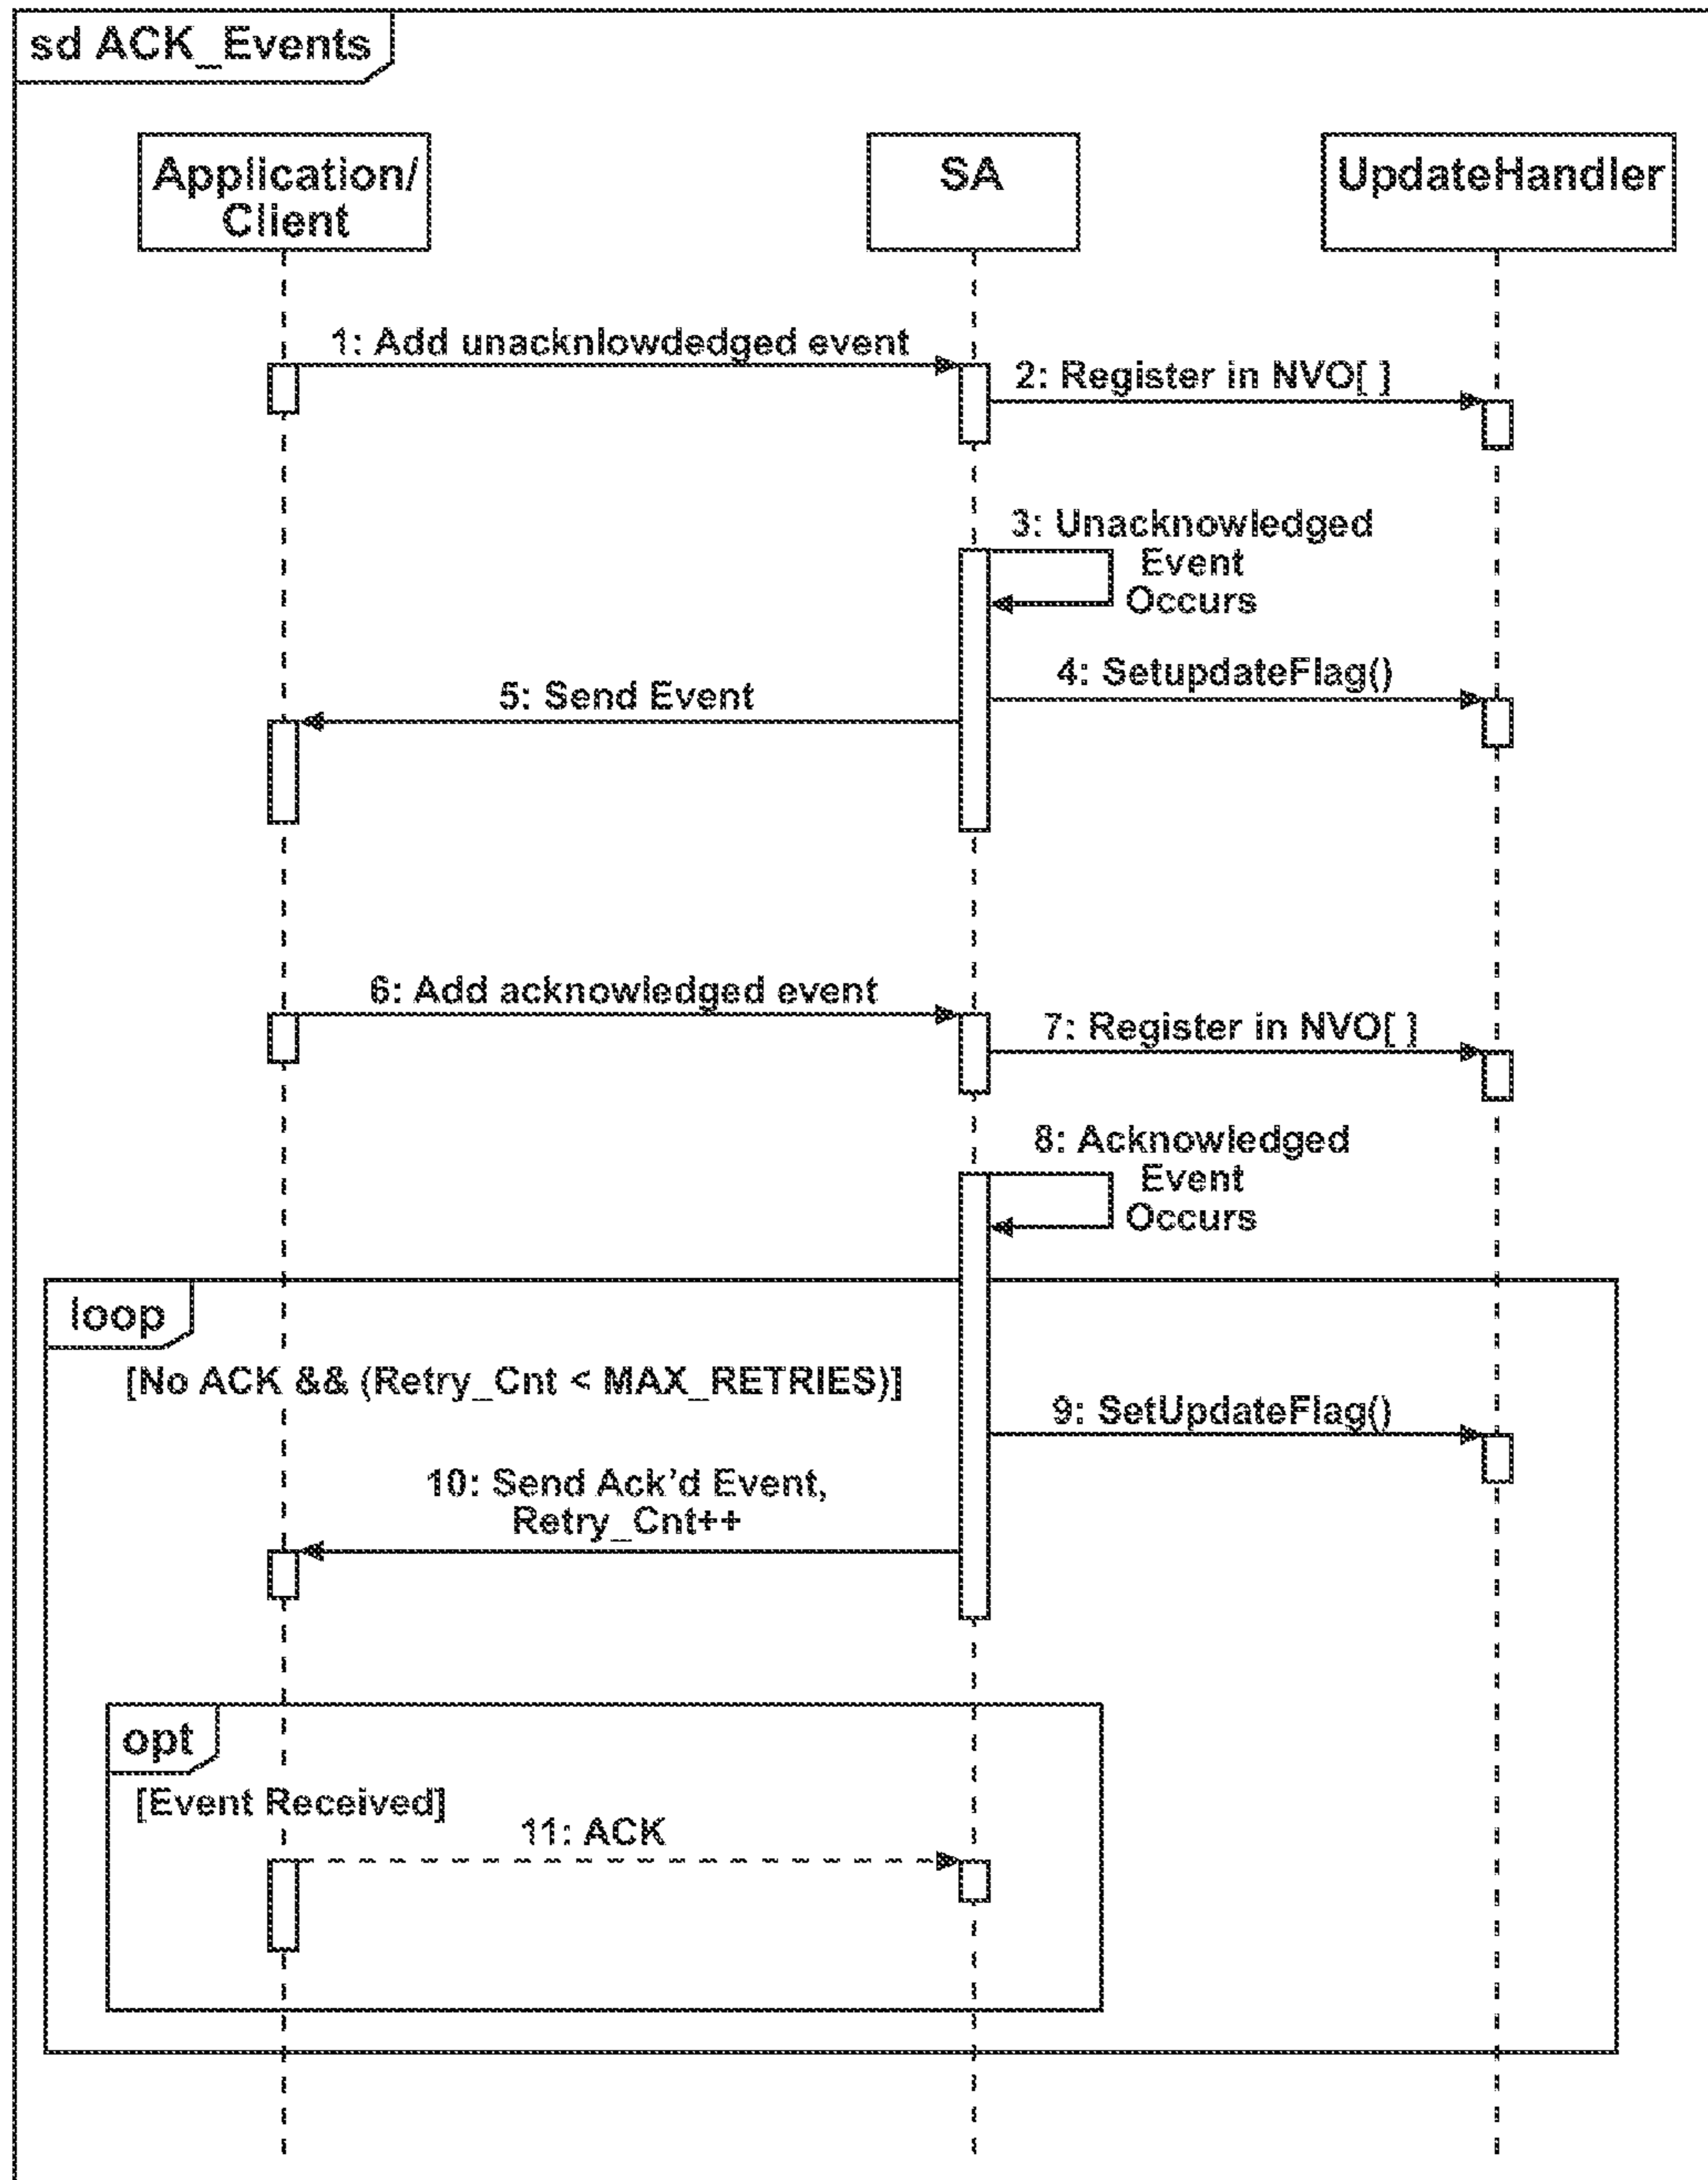 sd ACK_Events
Application/
Client
SA
UpdateHandler
1: Add unacknlowdedged event
2: Register in NVO[ ]
3: Unacknowledged
Event
Occurs
4: SetupdateFlag()
5: Send Event
6: Add acknowledged event
7: Register in NVO[ ]
8: Acknowledged
Event
Occurs
loop
[No ACK && (Retry_Cnt < MAX_RETRIES)]
9: SetUpdateFlag()
10: Send Ack'd Event,
Retry_Cnt++
opt
[Event Received]
11: ACK